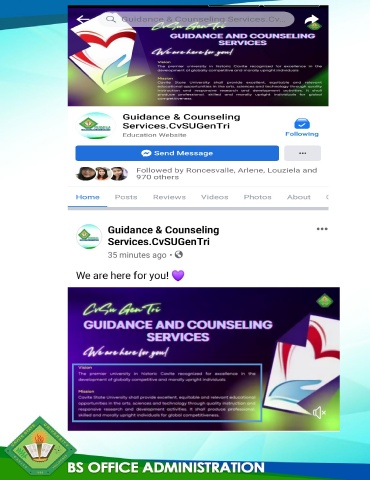 Guidance & Counseling Services.Cv...
CvSU Gen Tri
GUIDANCE AND COUNSELING
SERVICES
We are here for you!
Vision
The premier university in historic Cavite recognized for excellence in the
development of globally competitive and morally upright individuals
Mission
Cavite State University shall provide excellent, equitable and relevant
educational opportunities in the arts, sciences and technology through quality
instruction and responsive research and development activities. It shall
produce professional, skilled and morally upright individuals for global
competitiveness
Guidance & Counseling
Services.CvSUGenTri
Education Website
Following
Send Message
Followed by Roncesvalle, Arlene, Louziela and
970 others
Home Posts Reviews Videos Photos About
Guidance & Counseling
Services.CvSUGenTri
35 minutes ago
We are here for you! 💜
CvSU Gen Tri
GUIDANCE AND COUNSELING
SERVICES
We are here for you!
Vision
The premier university in historic Cavite recognized for excellence in the
development of globally competitive and morally upright individuals
Mission
Cavite State University shall provide excellent, equitable and relevant educational
opportunities in the arts, sciences and technology through quality instruction and
responsive research and development activities. It shall produce professional,
skilled and morally upright individuals for global competitiveness.
BS OFFICE ADMINISTRATION